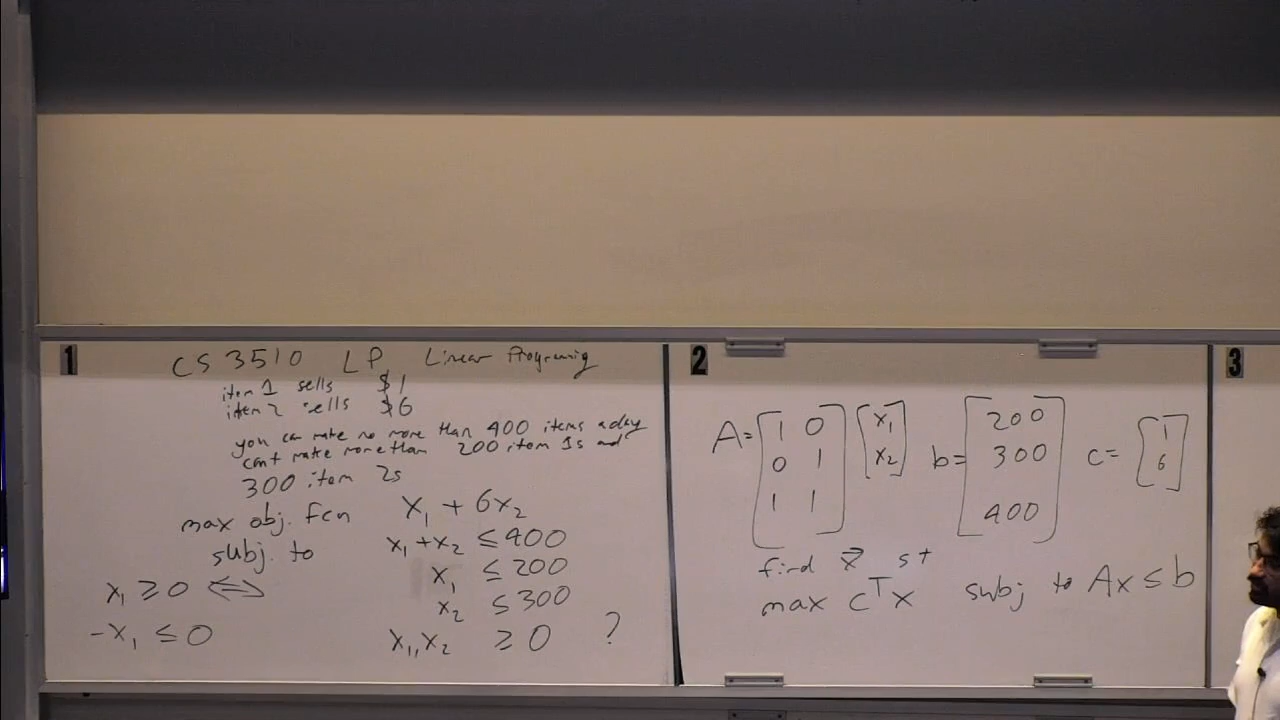 1
CS 3510 LP, Linear Programing
item 1 sells $1
item 2 sells $6
you can make no more than 400 items a day
cant make more than 200 item 1s and
300 item 2s
max obj. fcn x₁ + 6x₂
subj. to x₁+x₂ ≤ 400
x₁ ≤ 200
x₂ ≤ 300
x₁, x₂ ≥ 0 ?
x₁ ≥ 0 ⟺
-x₁ ≤ 0
2
A= [1 0] [x₁] b= [200] c= [1]
[0 1] [x₂] [300] [6]
[1 1] [400]
find x⃗ st
max cᵀx subj to Ax ≤ b
3